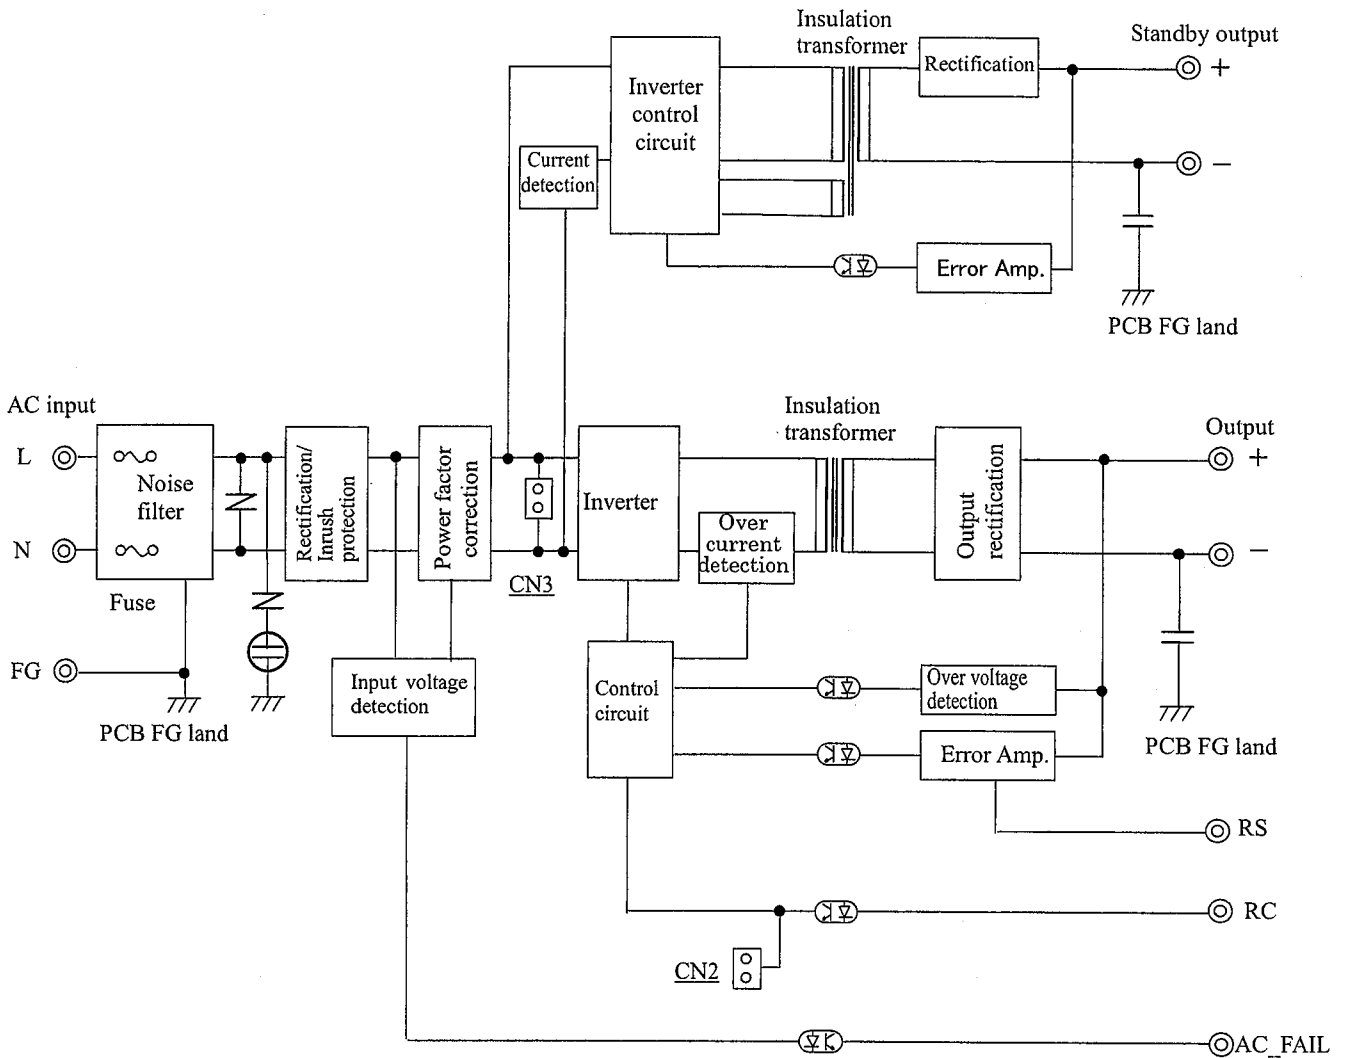 Insulation
transformer
Standby output
Rectification
+
Inverter
control
circuit
Current
detection
−
Error Amp.
PCB FG land
AC input
Insulation
transformer
Output
L
+
Noise
filter
Rectification/
Inrush
protection
Power factor
correction
Inverter
Over
current
detection
Output
rectification
N
−
CN3
Fuse
FG
Input voltage
detection
Control
circuit
Over voltage
detection
PCB FG land
Error Amp.
PCB FG land
RS
RC
CN2
AC_FAIL